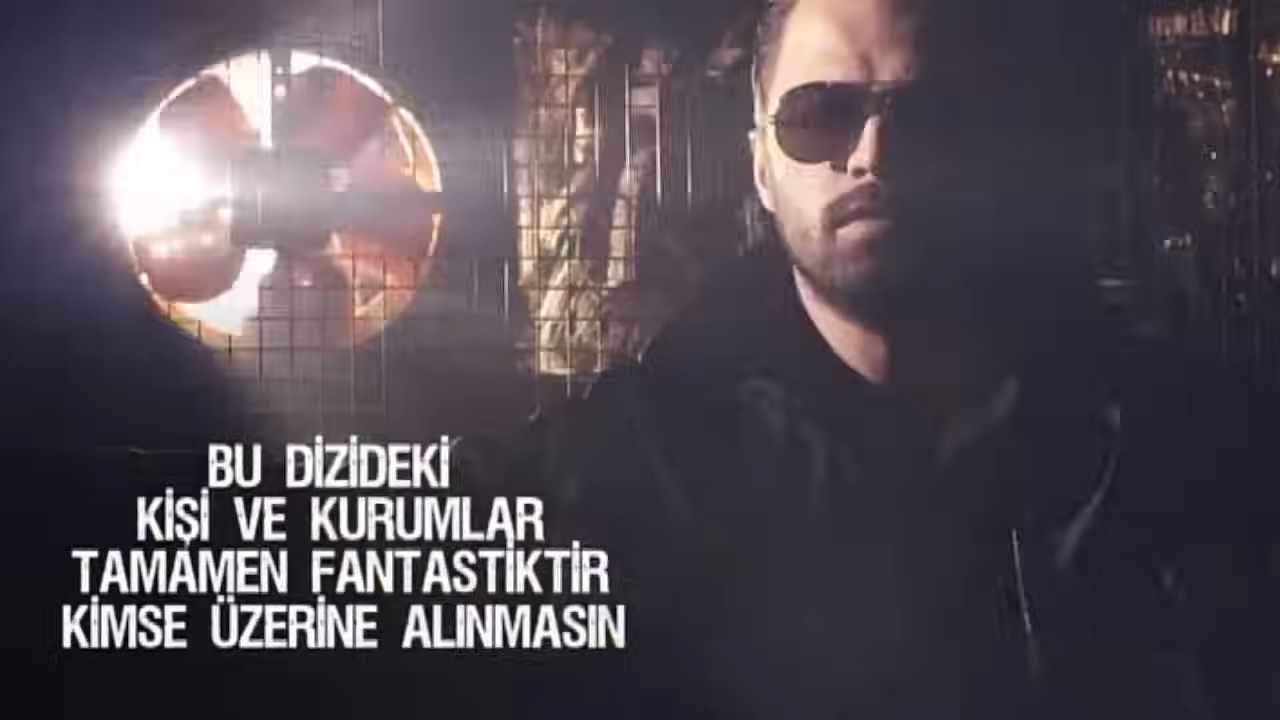 BU DİZİDEKİ
KİŞİ VE KURUMLAR
TAMAMEN FANTASTİKTİR
KİMSE ÜZERİNE ALINMASIN